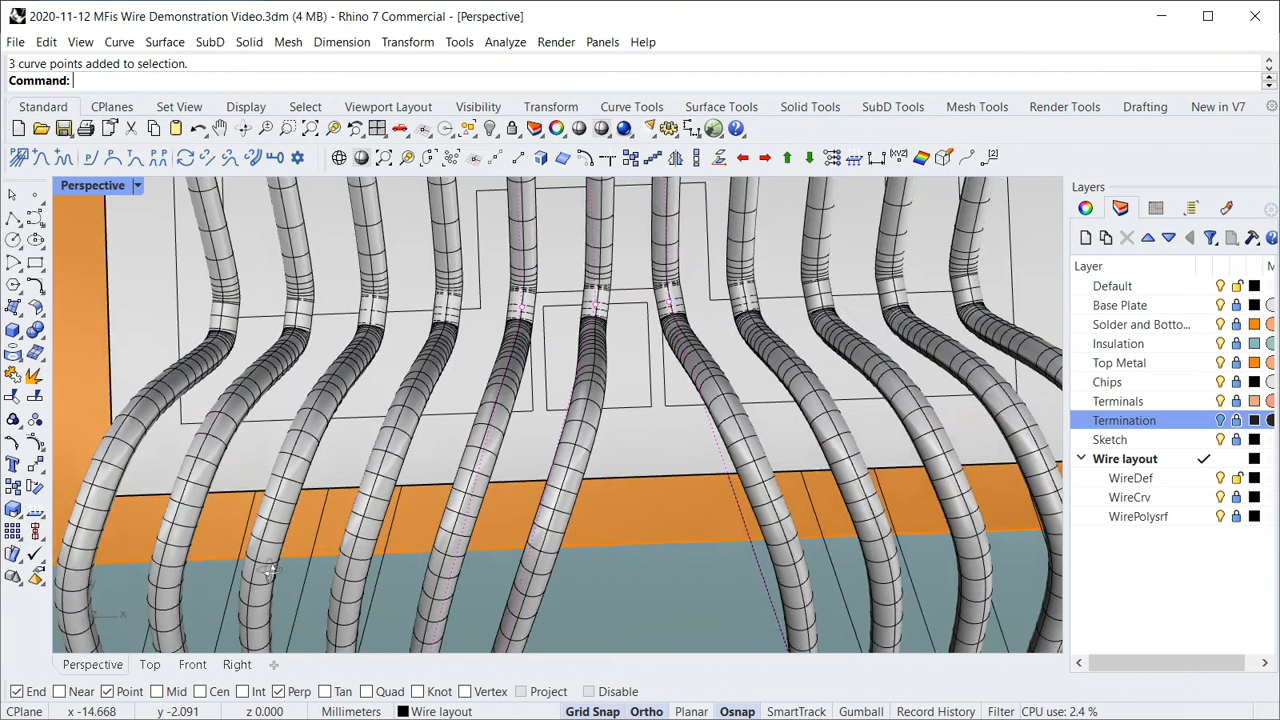 2020-11-12 MFis Wire Demonstration Video.3dm (4 MB) - Rhino 7 Commercial - [Perspective]
File Edit View Curve Surface SubD Solid Mesh Dimension Transform Tools Analyze Render Panels Help
3 curve points added to selection.
Command:
Standard CPlanes Set View Display Select Viewport Layout Visibility Transform Curve Tools Surface Tools Solid Tools SubD Tools Mesh Tools Render Tools Drafting New in V7
Perspective
Layers
Layer
Default
Base Plate
Solder and Botto...
Insulation
Top Metal
Chips
Terminals
Termination
Sketch
Wire layout
WireDef
WireCrv
WirePolysrf
x
Perspective Top Front Right
End Near Point Mid Cen Int Perp Tan Quad Knot Vertex Project Disable
CPlane x -14.668 y -2.091 z 0.000 Millimeters Wire layout Grid Snap Ortho Planar Osnap SmartTrack Gumball Record History Filter CPU use: 2.4 %